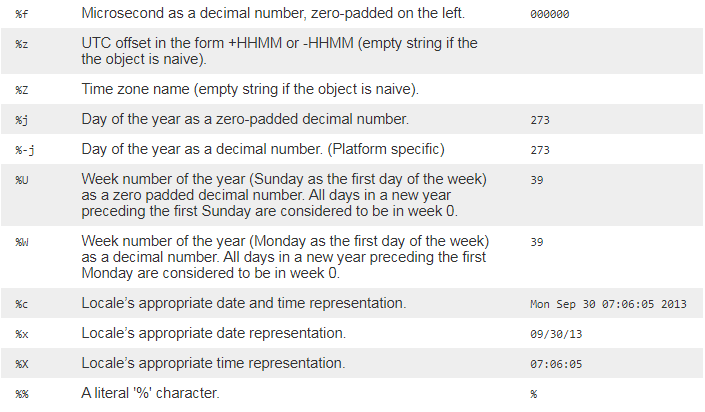 %f Microsecond as a decimal number, zero-padded on the left. 000000
%z UTC offset in the form +HHMM or -HHMM (empty string if the
the object is naive).
%Z Time zone name (empty string if the object is naive).
%j Day of the year as a zero-padded decimal number. 273
%-j Day of the year as a decimal number. (Platform specific) 273
%U Week number of the year (Sunday as the first day of the week) 39
as a zero padded decimal number. All days in a new year
preceding the first Sunday are considered to be in week 0.
%W Week number of the year (Monday as the first day of the week) 39
as a decimal number. All days in a new year preceding the first
Monday are considered to be in week 0.
%c Locale’s appropriate date and time representation. Mon Sep 30 07:06:05 2013
%x Locale’s appropriate date representation. 09/30/13
%X Locale’s appropriate time representation. 07:06:05
%% A literal '%' character. %